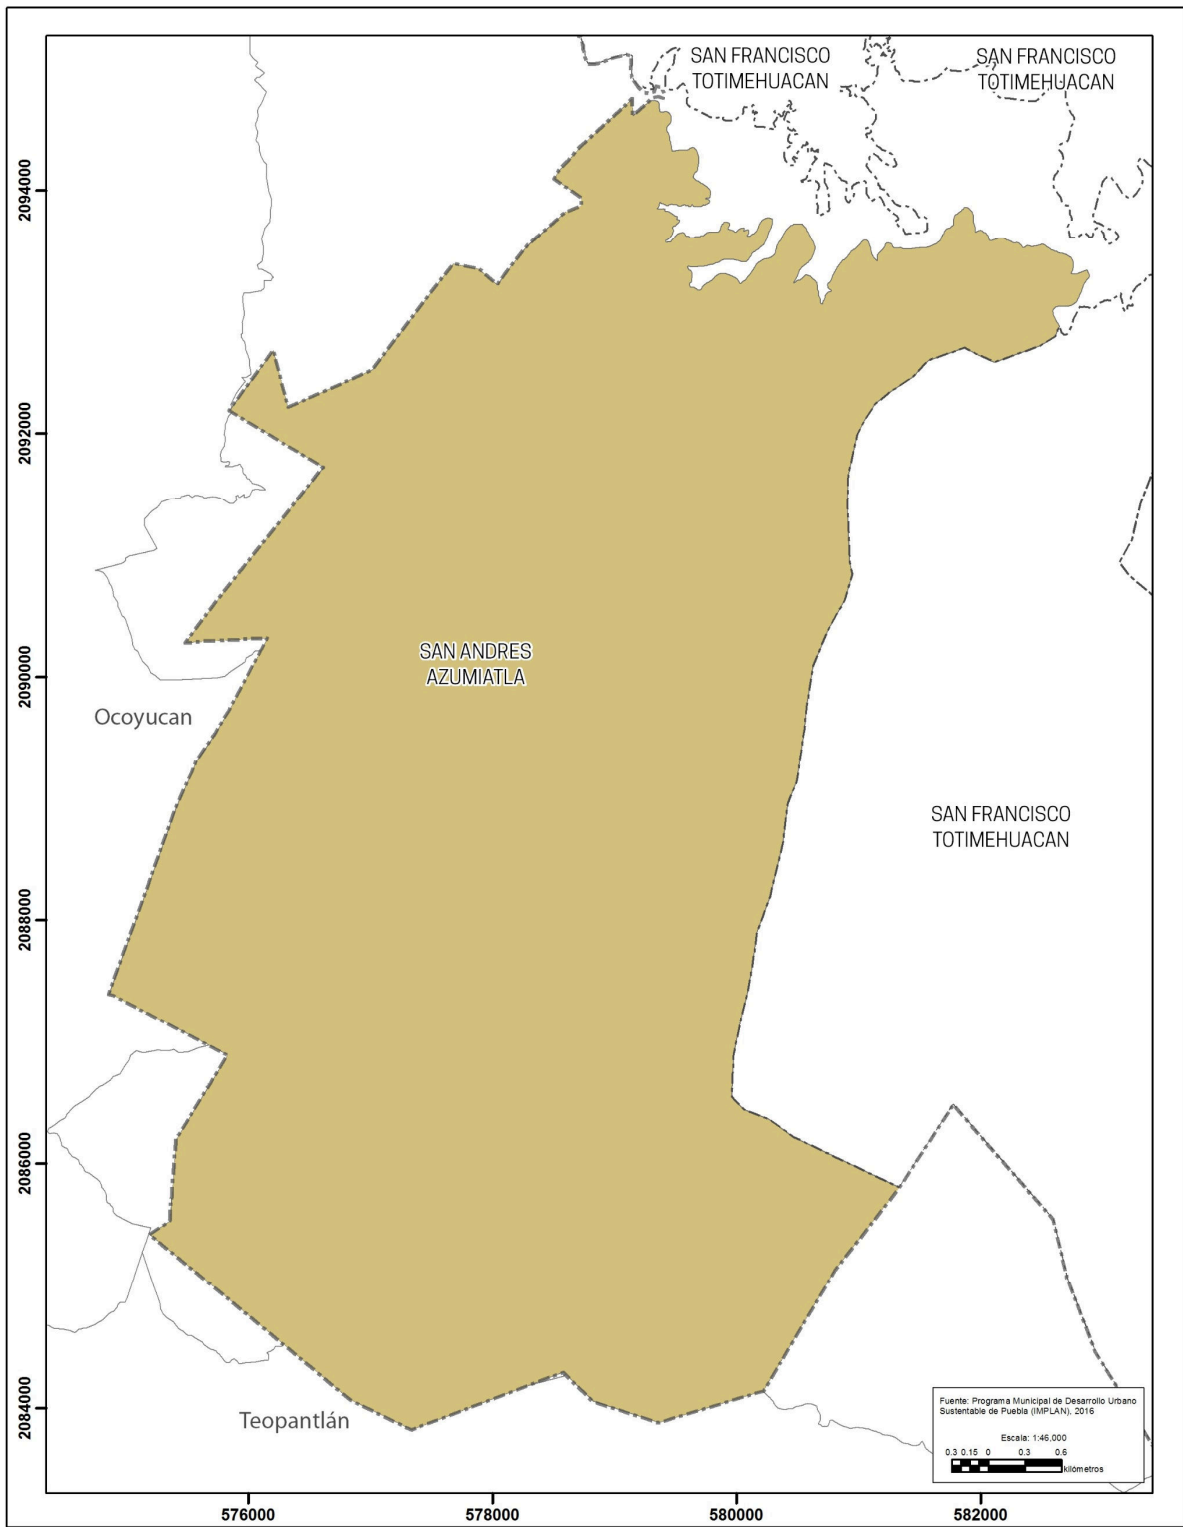 SAN FRANCISCO
TOTIMEHUACAN
SAN FRANCISCO
TOTIMEHUACAN
2094000
2092000
SAN ANDRES
AZUMIATLA
2090000
Ocoyucan
SAN FRANCISCO
TOTIMEHUACAN
2088000
2086000
2084000
Teopantlán
Fuente: Programa Municipal de Desarrollo Urbano
Sustentable de Puebla (IMPLAN), 2016
Escala: 1:46,000
0.3 0.15 0 0.3 0.6
kilómetros
576000 578000 580000 582000